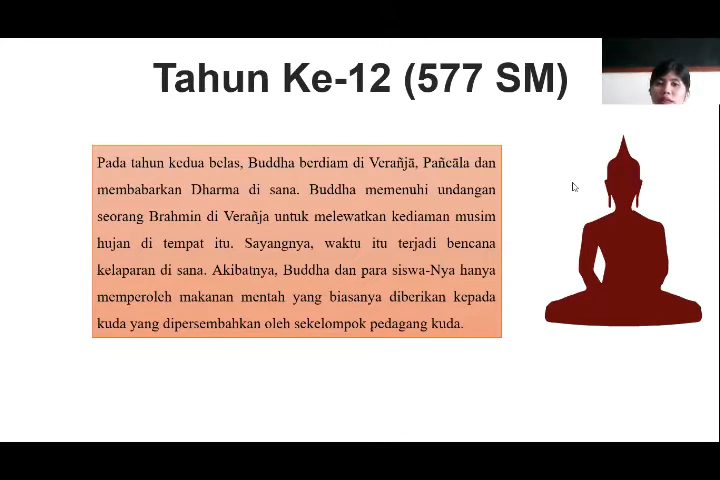 Tahun Ke-12 (577 SM)
Pada tahun kedua belas, Buddha berdiam di Verañjā, Pañcāla dan
membabarkan Dharma di sana. Buddha memenuhi undangan
seorang Brahmin di Verañja untuk melewatkan kediaman musim
hujan di tempat itu. Sayangnya, waktu itu terjadi bencana
kelaparan di sana. Akibatnya, Buddha dan para siswa-Nya hanya
memperoleh makanan mentah yang biasanya diberikan kepada
kuda yang dipersembahkan oleh sekelompok pedagang kuda.